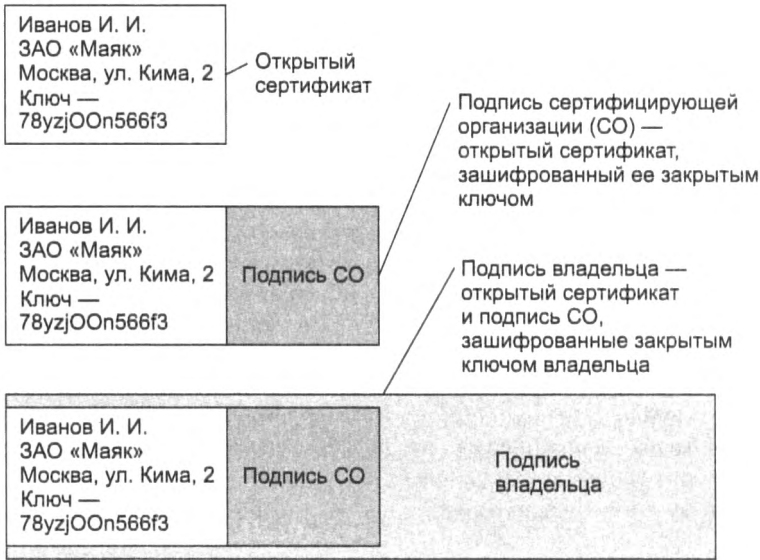 Иванов И. И.
ЗАО «Маяк»
Москва, ул. Кима, 2
Ключ —
78yzjOOn566f3
Открытый
сертификат
Подпись сертифицирующей
организации (СО) —
открытый сертификат,
зашифрованный ее закрытым
ключом
Иванов И. И.
ЗАО «Маяк»
Москва, ул. Кима, 2
Ключ —
78yzjOOn566f3
Подпись СО
Подпись владельца —
открытый сертификат
и подпись СО,
зашифрованные закрытым
ключом владельца
Иванов И. И.
ЗАО «Маяк»
Москва, ул. Кима, 2
Ключ —
78yzjOOn566f3
Подпись СО
Подпись
владельца